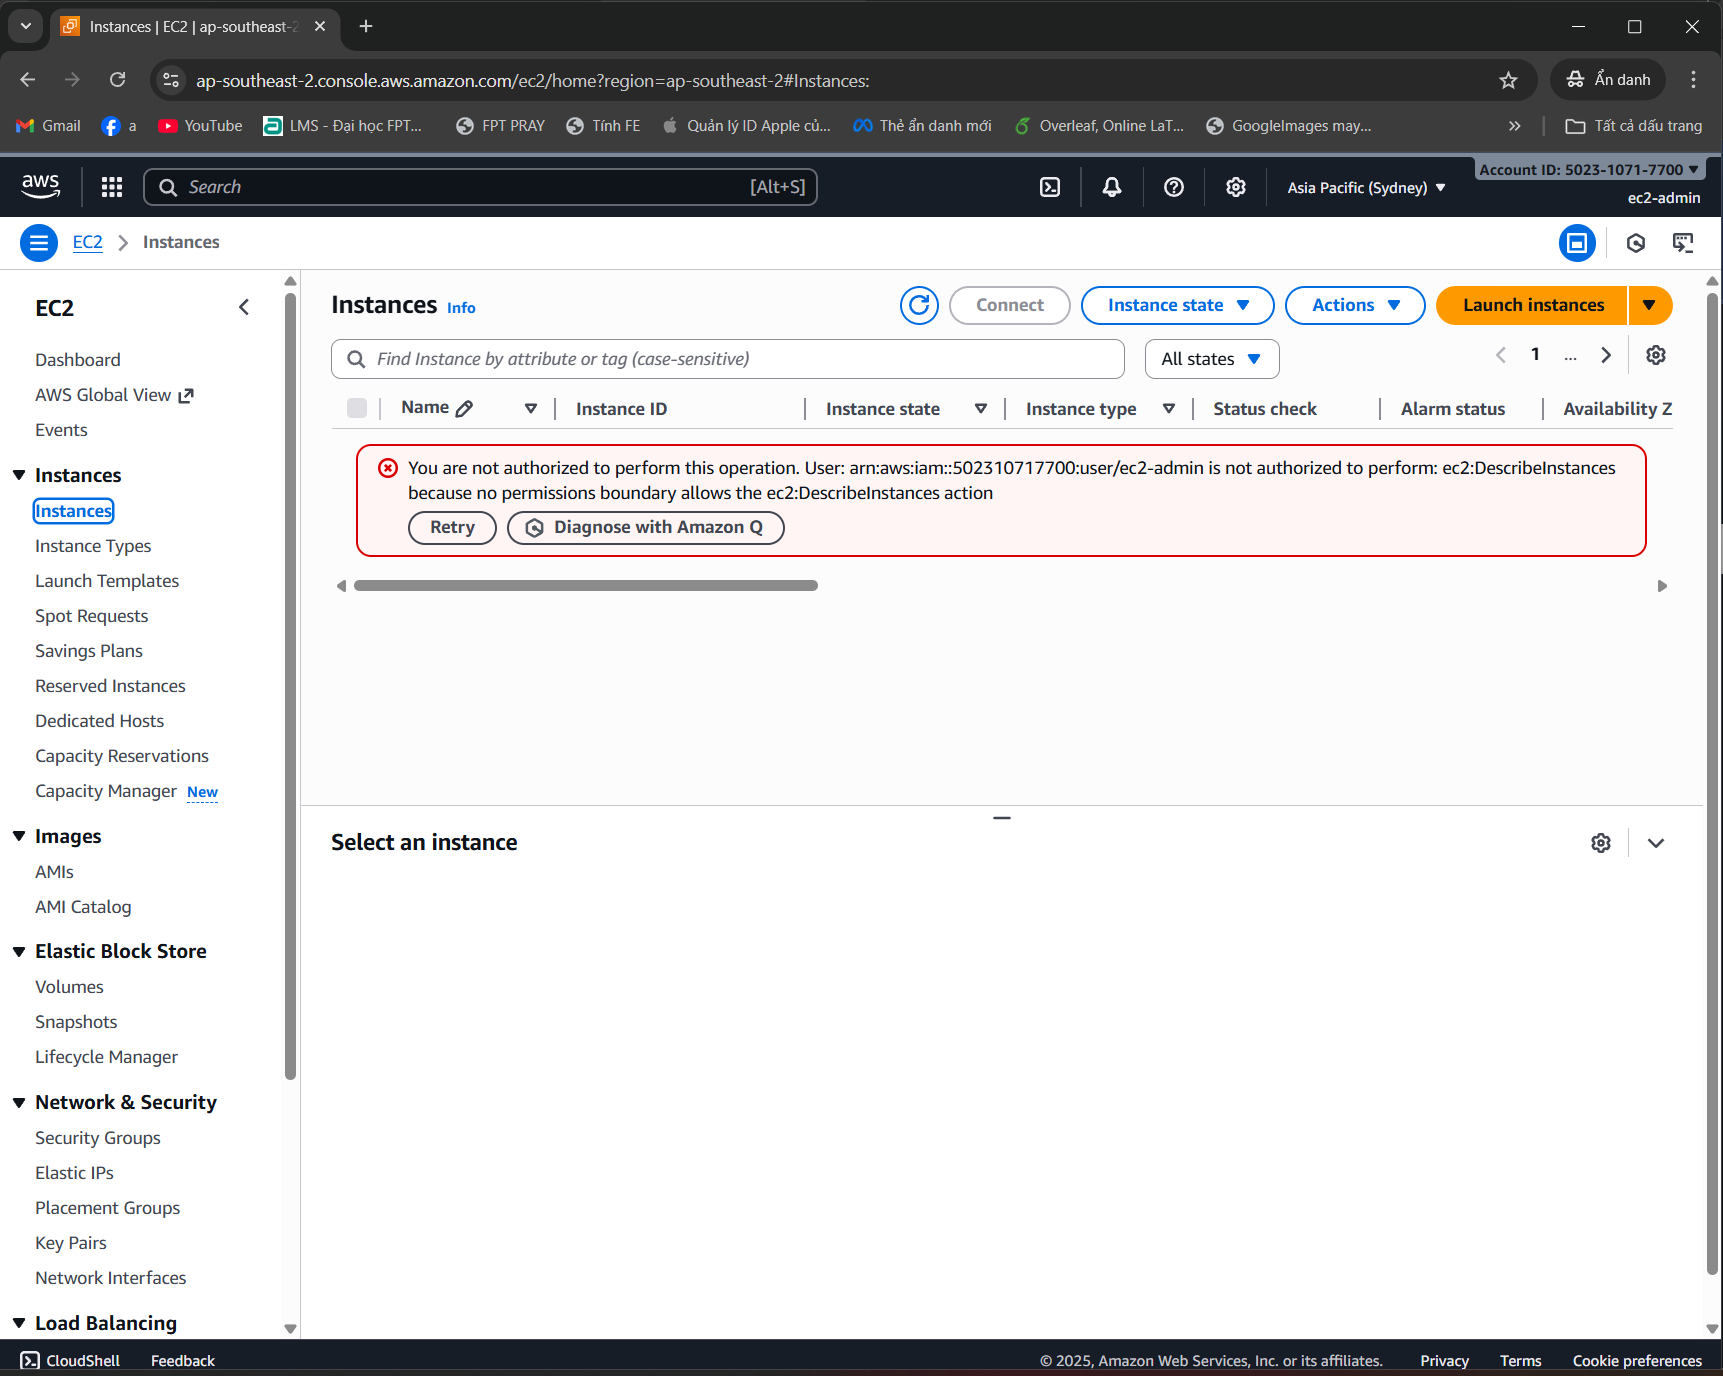 Instances | EC2 | ap-southeast-2
ap-southeast-2.console.aws.amazon.com/ec2/home?region=ap-southeast-2#Instances:
Ẩn danh
Gmail
a
YouTube
LMS - Đại học FPT...
FPT PRAY
Tính FE
Quản lý ID Apple củ...
Thẻ ẩn danh mới
Overleaf, Online LaT...
GoogleImages may...
Tất cả dấu trang
aws
Search
[Alt+S]
Asia Pacific (Sydney)
Account ID: 5023-1071-7700
ec2-admin
EC2
Instances
EC2
Dashboard
AWS Global View
Events
Instances
Instances
Instance Types
Launch Templates
Spot Requests
Savings Plans
Reserved Instances
Dedicated Hosts
Capacity Reservations
Capacity Manager New
Images
AMIs
AMI Catalog
Elastic Block Store
Volumes
Snapshots
Lifecycle Manager
Network & Security
Security Groups
Elastic IPs
Placement Groups
Key Pairs
Network Interfaces
Load Balancing
Instances Info
Connect
Instance state
Actions
Launch instances
Find Instance by attribute or tag (case-sensitive)
All states
1
...
Name
Instance ID
Instance state
Instance type
Status check
Alarm status
Availability Z
You are not authorized to perform this operation. User: arn:aws:iam::502310717700:user/ec2-admin is not authorized to perform: ec2:DescribeInstances
because no permissions boundary allows the ec2:DescribeInstances action
Retry
Diagnose with Amazon Q
Select an instance
CloudShell
Feedback
© 2025, Amazon Web Services, Inc. or its affiliates.
Privacy
Terms
Cookie preferences